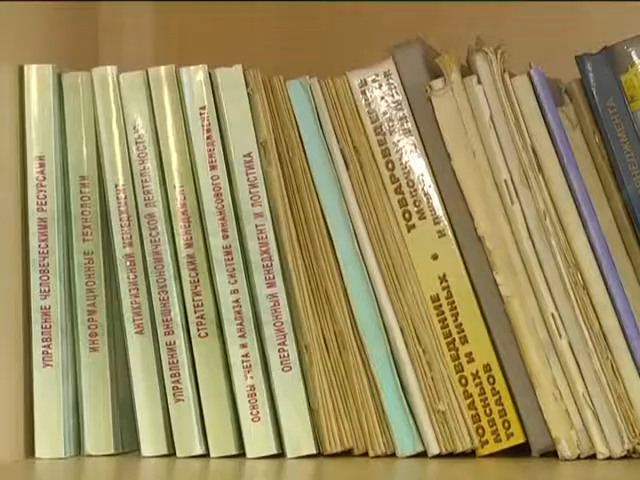 УПРАВЛЕНИЕ ЧЕЛОВЕЧЕСКИМИ РЕСУРСАМИ
ИНФОРМАЦИОННЫЕ ТЕХНОЛОГИИ
АНТИКРИЗИСНЫЙ МЕНЕДЖМЕНТ
УПРАВЛЕНИЕ ВНЕШНЕЭКОНОМИЧЕСКОЙ ДЕЯТЕЛЬНОСТЬЮ
СТРАТЕГИЧЕСКИЙ МЕНЕДЖМЕНТ
ОСНОВЫ УЧЕТА И АНАЛИЗА В СИСТЕМЕ ФИНАНСОВОГО МЕНЕДЖМЕНТА
ОПЕРАЦИОННЫЙ МЕНЕДЖМЕНТ И ЛОГИСТИКА
ТОВАРОВЕДЕНИЕ
МЯСНЫХ И ЯИЧНЫХ
ТОВАРОВ
ТОВАРОВЕДЕНИЕ